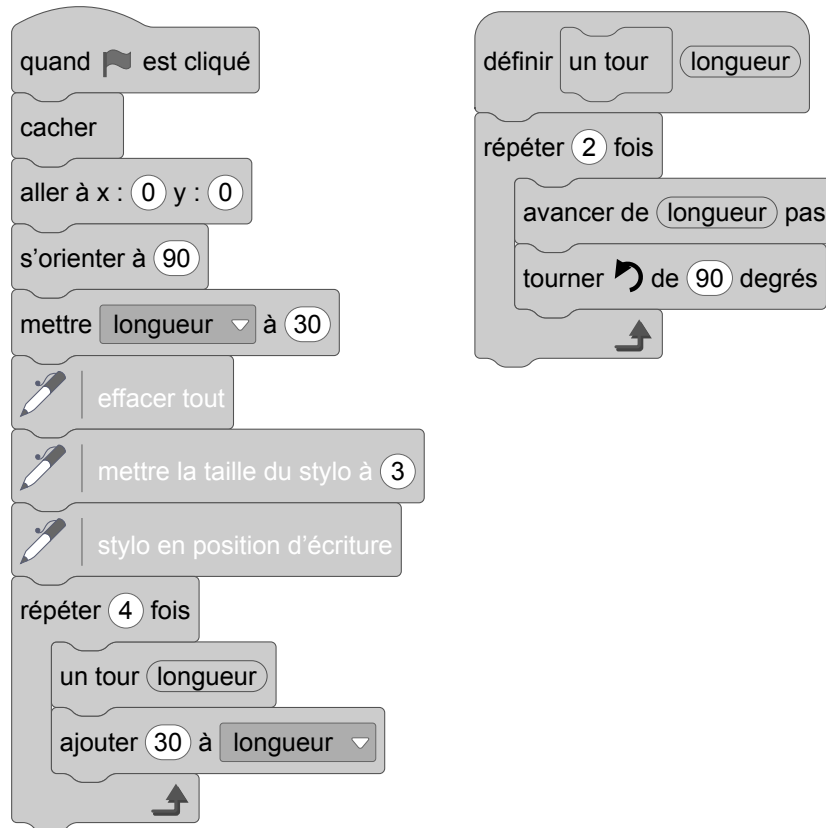 quand est cliqué
cacher
aller à x : 0 y : 0
s’orienter à 90
mettre longueur à 30
effacer tout
mettre la taille du stylo à 3
stylo en position d’écriture
répéter 4 fois
un tour longueur
ajouter 30 à longueur
définir un tour longueur
répéter 2 fois
avancer de longueur pas
tourner de 90 degrés